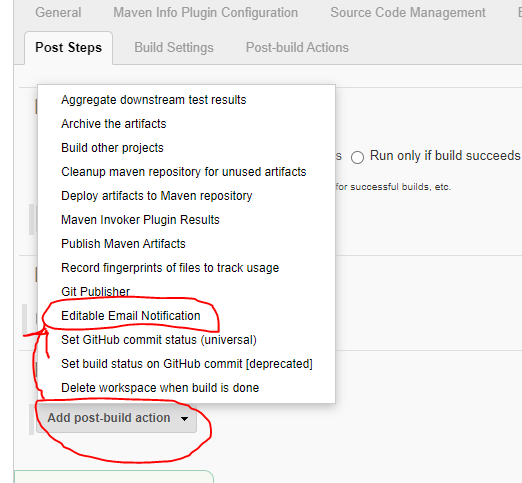 General Maven Info Plugin Configuration Source Code Management
Post Steps Build Settings Post-build Actions
Aggregate downstream test results
Archive the artifacts
Build other projects
s Run only if build succeeds
Cleanup maven repository for unused artifacts
Deploy artifacts to Maven repository
for successful builds, etc.
Maven Invoker Plugin Results
Publish Maven Artifacts
Record fingerprints of files to track usage
Git Publisher
Editable Email Notification
Set GitHub commit status (universal)
Set build status on GitHub commit [deprecated]
Delete workspace when build is done
Add post-build action